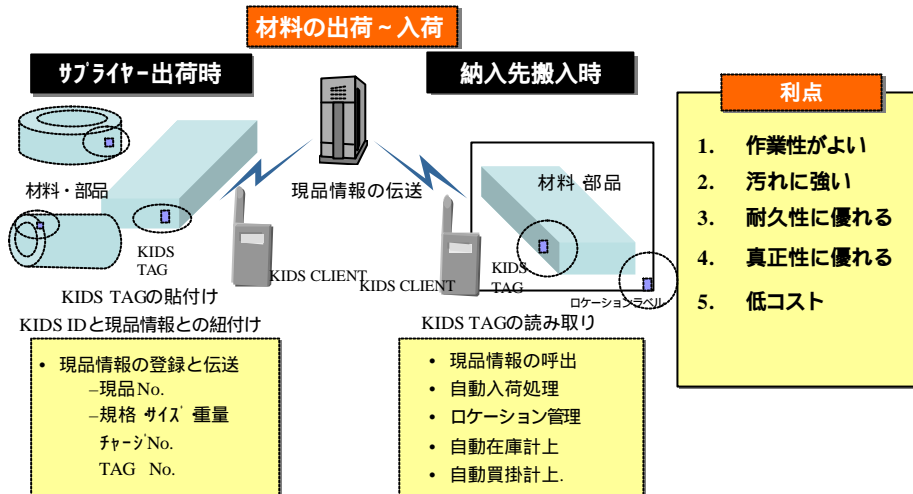 材料の出荷~入荷
サプライヤー出荷時
材料・部品
KIDS
TAG
KIDS CLIENT
KIDS TAGの貼付け
KIDS IDと現品情報との紐付け
• 現品情報の登録と伝送
–現品No.
–規格 サイズ 重量
チャージNo.
TAG No.
現品情報の伝送
納入先搬入時
材料 部品
KIDS CLIENT
KIDS
TAG
ロケーションラベル
KIDS TAGの読み取り
• 現品情報の呼出
• 自動入荷処理
• ロケーション管理
• 自動在庫計上
• 自動買掛計上.
利点
1. 作業性がよい
2. 汚れに強い
3. 耐久性に優れる
4. 真正性に優れる
5. 低コスト